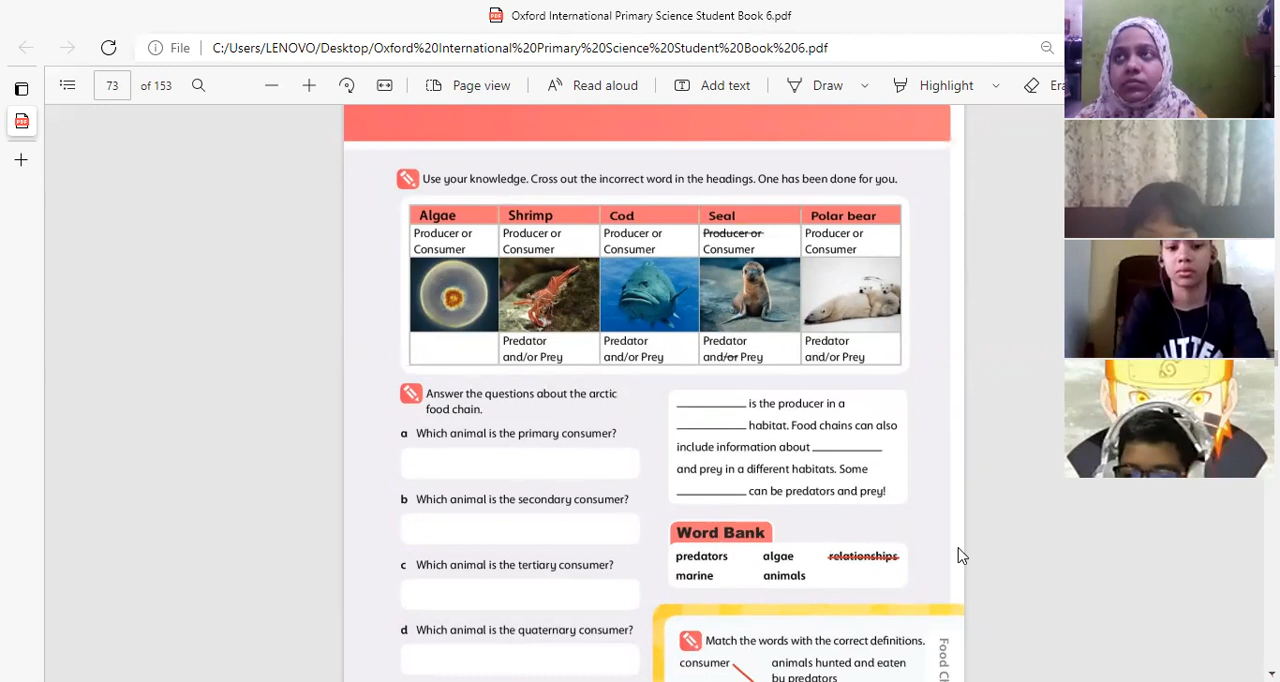 Oxford International Primary Science Student Book 6.pdf
File
C:/Users/LENOVO/Desktop/Oxford%20International%20Primary%20Science%20Student%20Book%206.pdf
73 of 153
Page view
Read aloud
Add text
Draw
Highlight
Era
Use your knowledge. Cross out the incorrect word in the headings. One has been done for you.
Algae Shrimp Cod Seal Polar bear
Producer or Producer or Producer or Producer or Producer or
Consumer Consumer Consumer Consumer Consumer
Predator Predator Predator Predator
and/or Prey and/or Prey and/or Prey and/or Prey
Answer the questions about the arctic
food chain.
a Which animal is the primary consumer?
b Which animal is the secondary consumer?
c Which animal is the tertiary consumer?
d Which animal is the quaternary consumer?
__________ is the producer in a
__________ habitat. Food chains can also
include information about __________
and prey in a different habitats. Some
__________ can be predators and prey!
Word Bank
predators algae relationships
marine animals
Match the words with the correct definitions.
consumer animals hunted and eaten
by predators
Food Ch